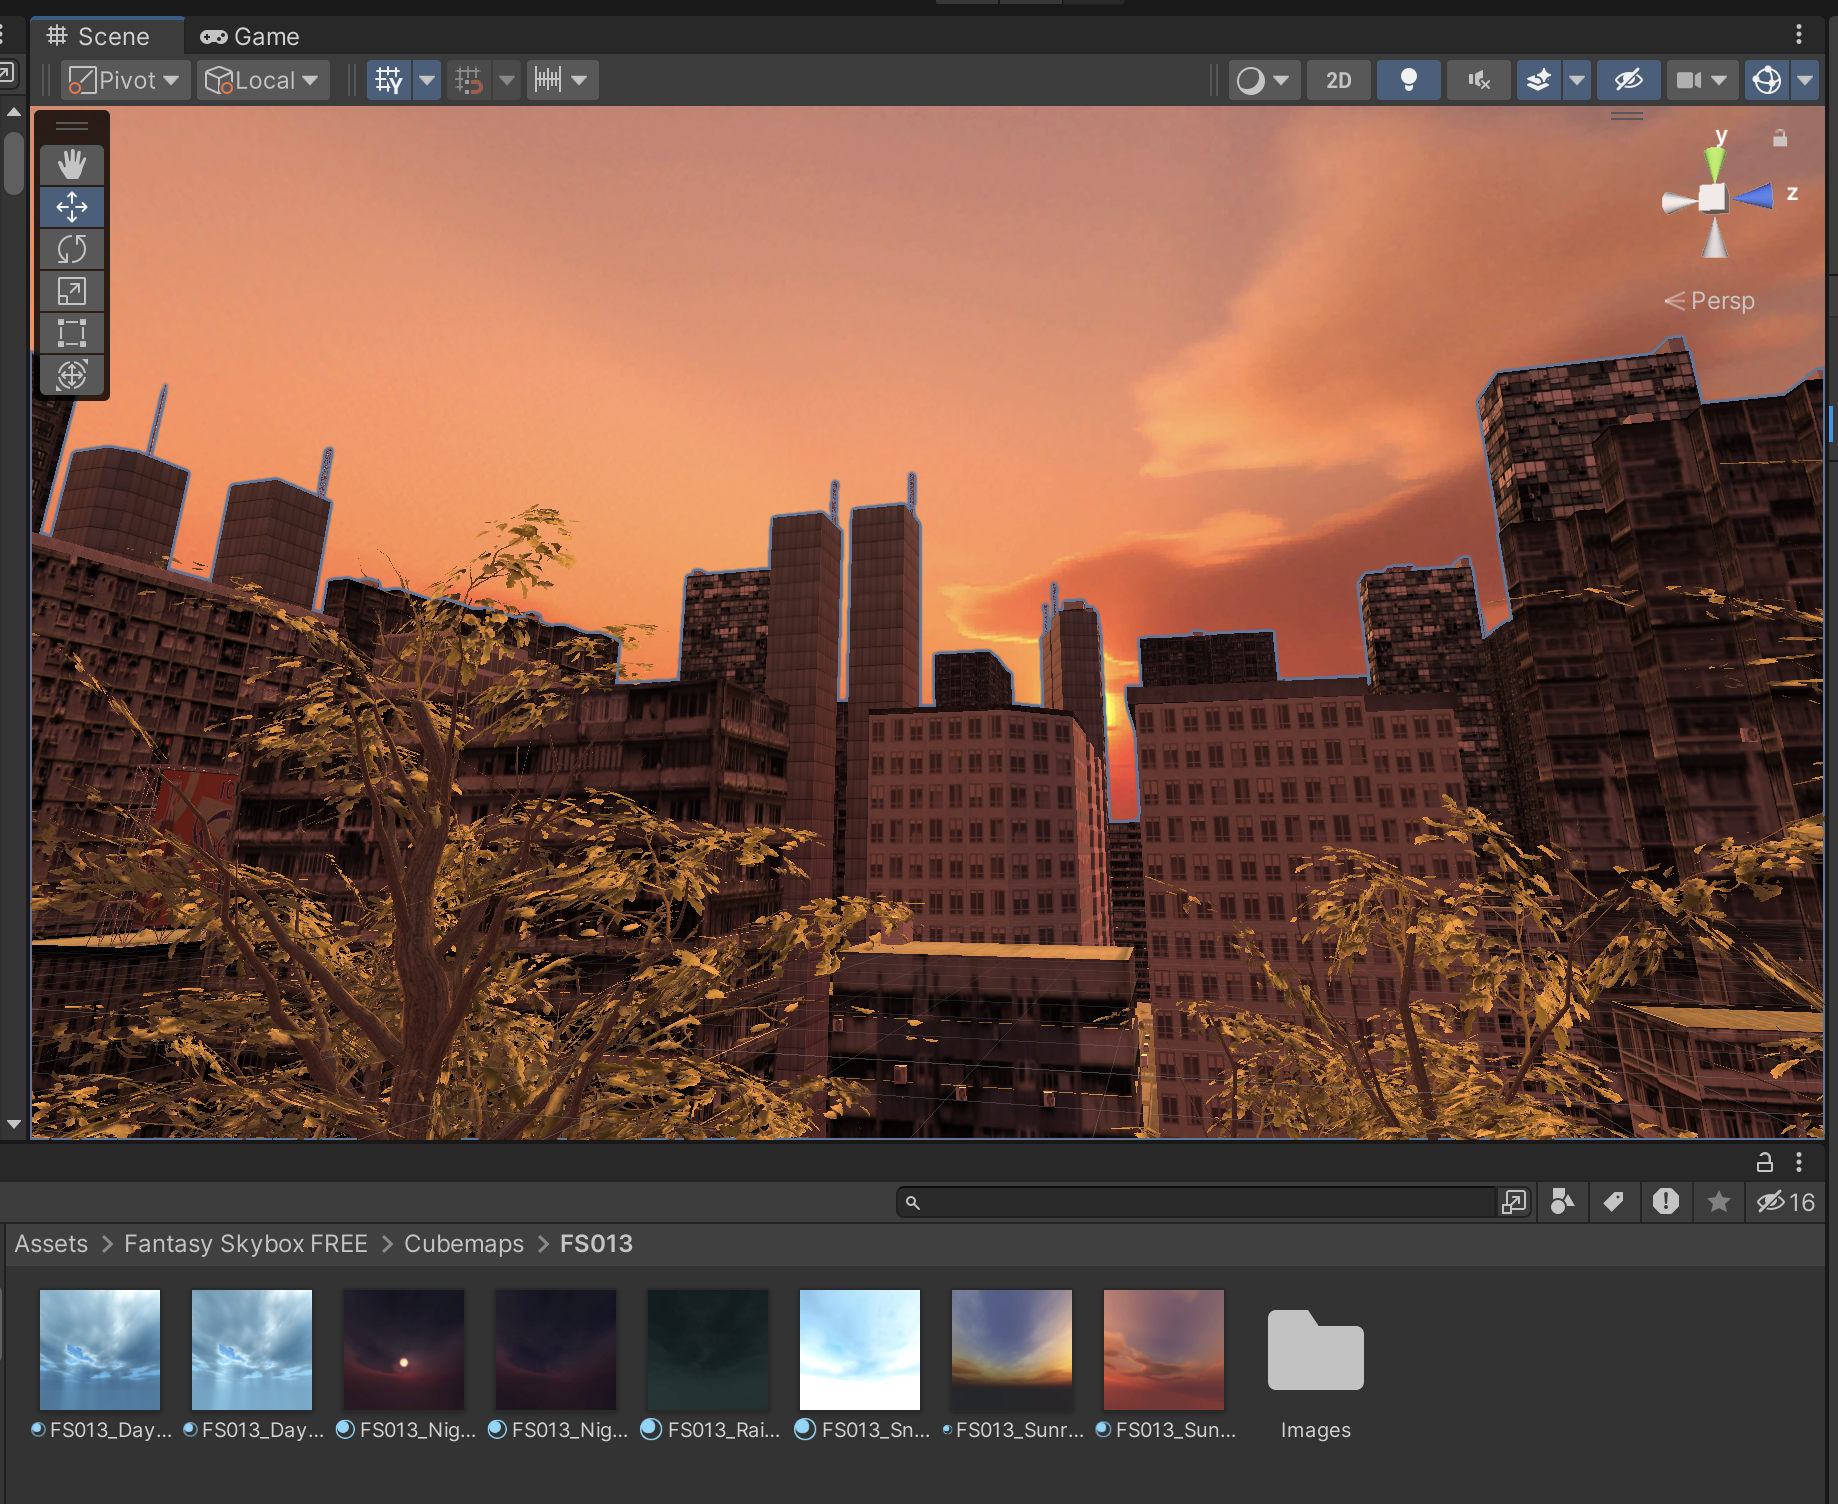 Scene
Game
Pivot
Local
2D
y
z
Persp
16
Assets > Fantasy Skybox FREE > Cubemaps > FS013
FS013_Day...
FS013_Day...
FS013_Nig...
FS013_Nig...
FS013_Rai...
FS013_Sn...
FS013_Sunr...
FS013_Sun...
Images